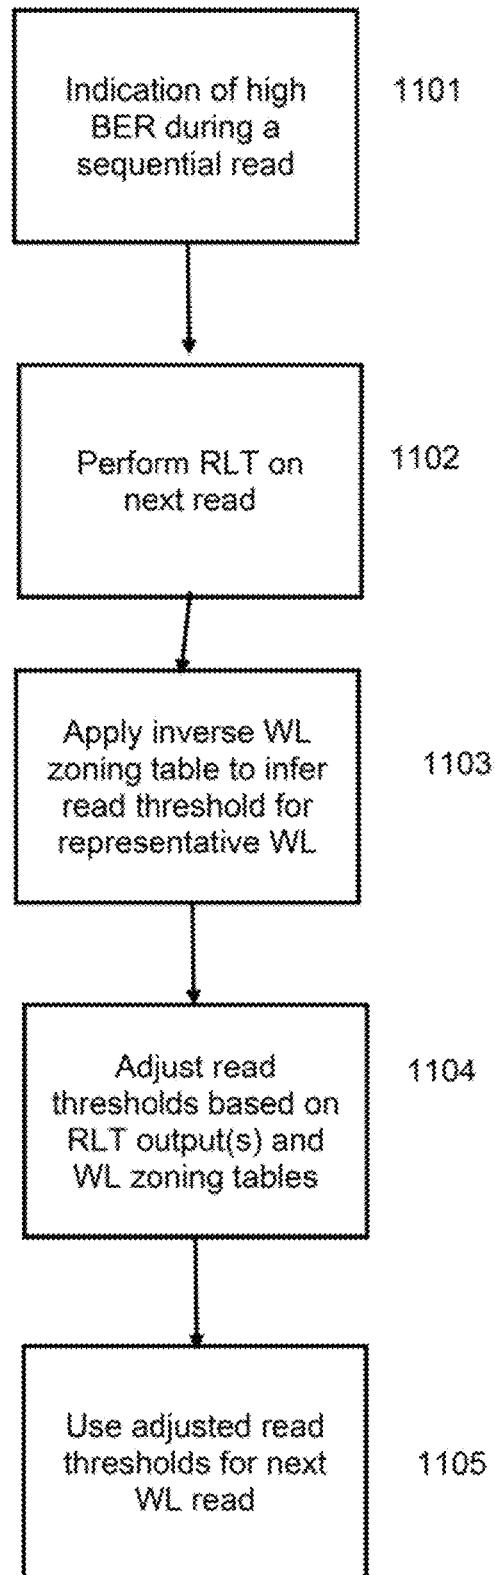 Indication of high
BER during a
sequential read
1101
Perform RLT on
next read
1102
Apply inverse WL
zoning table to infer
read threshold for
representative WL
1103
Adjust read
thresholds based on
RLT output(s) and
WL zoning tables
1104
Use adjusted read
thresholds for next
WL read
1105